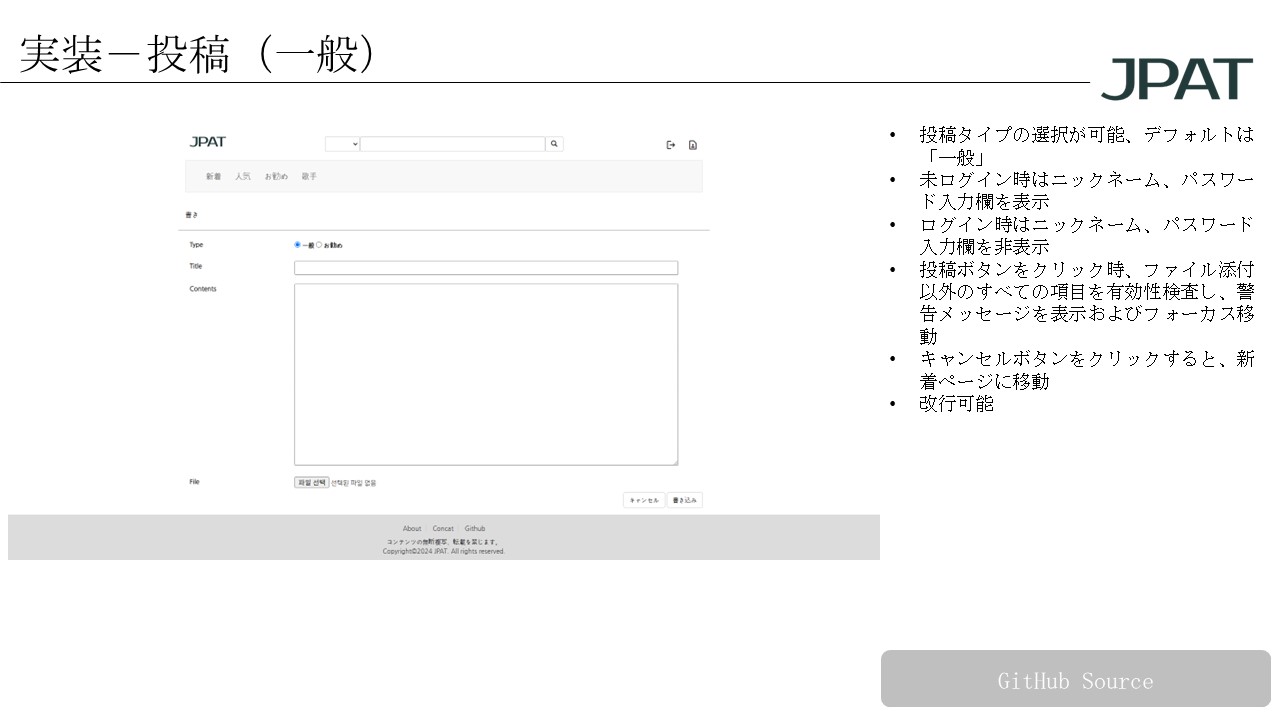 実装－投稿（一般）
JPAT
JPAT
新着 人気 お勧め 歌手
書き
Type 一般 お勧め
Title
Contents
File 파일 선택 선택된 파일 없음
キャンセル 書き込み
About Concat Github
コンテンツの無断複写、転載を禁じます。
Copyright©2024 JPAT. All rights reserved.
• 投稿タイプの選択が可能、デフォルトは
「一般」
• 未ログイン時はニックネーム、パスワー
ド入力欄を表示
• ログイン時はニックネーム、パスワード
入力欄を非表示
• 投稿ボタンをクリック時、ファイル添付
以外のすべての項目を有効性検査し、警
告メッセージを表示およびフォーカス移
動
• キャンセルボタンをクリックすると、新
着ページに移動
• 改行可能
GitHub Source